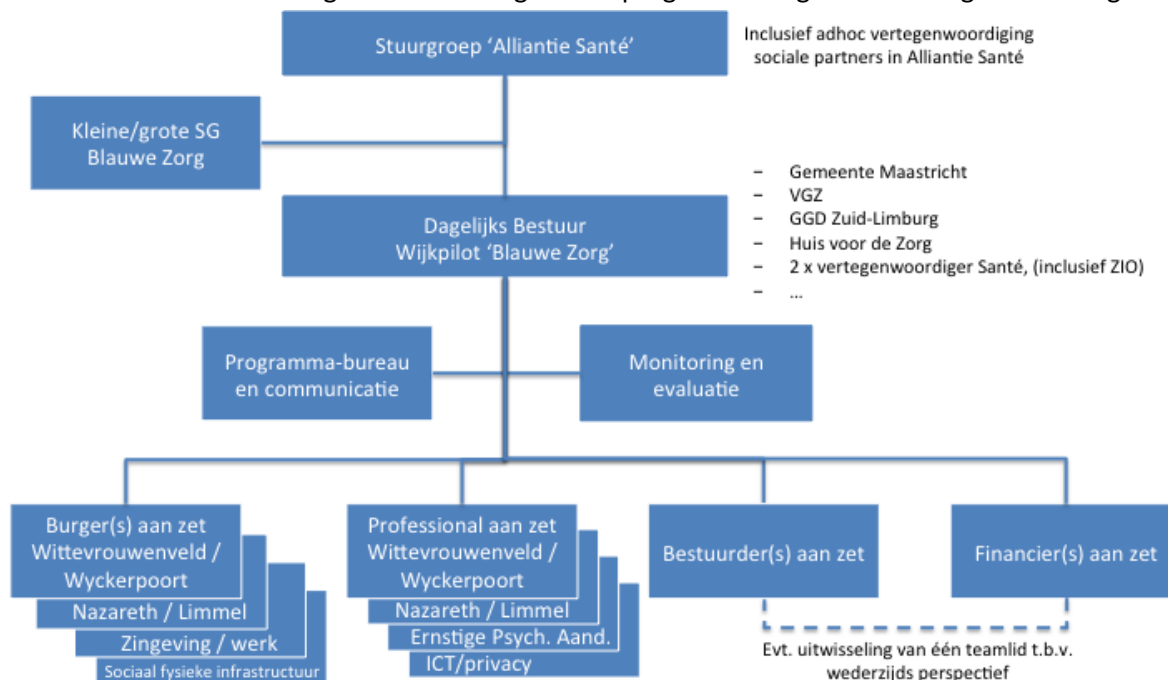 Stuurgroep ‘Alliantie Santé’
Inclusief adhoc vertegenwoordiging
sociale partners in Alliantie Santé
Kleine/grote SG
Blauwe Zorg
Dagelijks Bestuur
Wijkpilot ‘Blauwe Zorg’
– Gemeente Maastricht
– VGZ
– GGD Zuid-Limburg
– Huis voor de Zorg
– 2 x vertegenwoordiger Santé, (inclusief ZIO)
– ...
Programma-bureau
en communicatie
Monitoring en
evaluatie
Burger(s) aan zet
Wittevrouwenveld /
Wyckerpoort
Nazareth / Limmel
Zingeving / werk
Sociaal fysieke infrastructuur
Professional aan zet
Wittevrouwenveld /
Wyckerpoort
Nazareth / Limmel
Ernstige Psych. Aand.
ICT/privacy
Bestuurder(s) aan zet
Financier(s) aan zet
Evt. uitwisseling van één teamlid t.b.v.
wederzijds perspectief